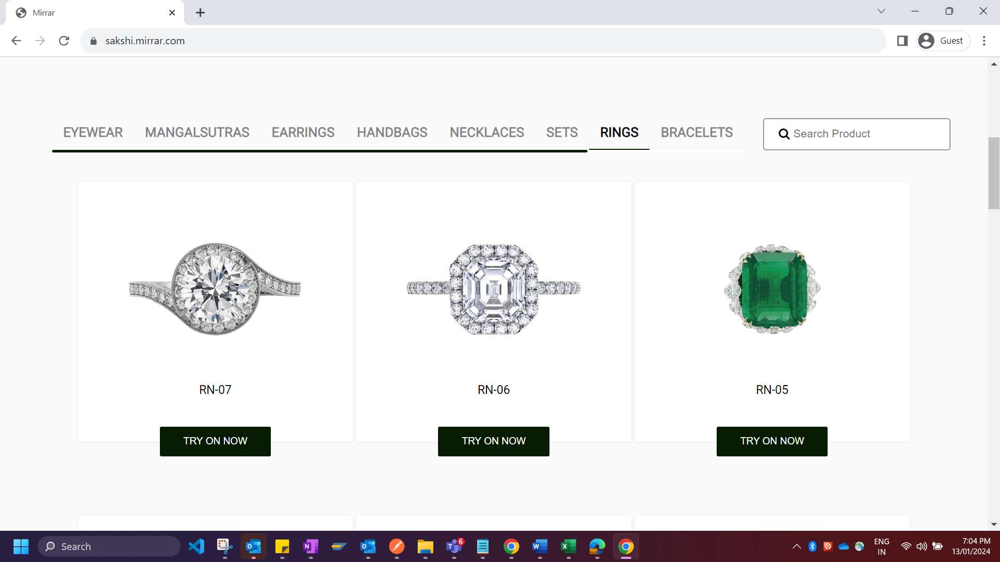 Mirrar
sakshi.mirrar.com
Guest
EYEWEAR MANGALSUTRAS EARRINGS HANDBAGS NECKLACES SETS RINGS BRACELETS
Search Product
RN-07
RN-06
RN-05
TRY ON NOW
TRY ON NOW
TRY ON NOW
Search
6
ENG
IN
7:04 PM
13/01/2024